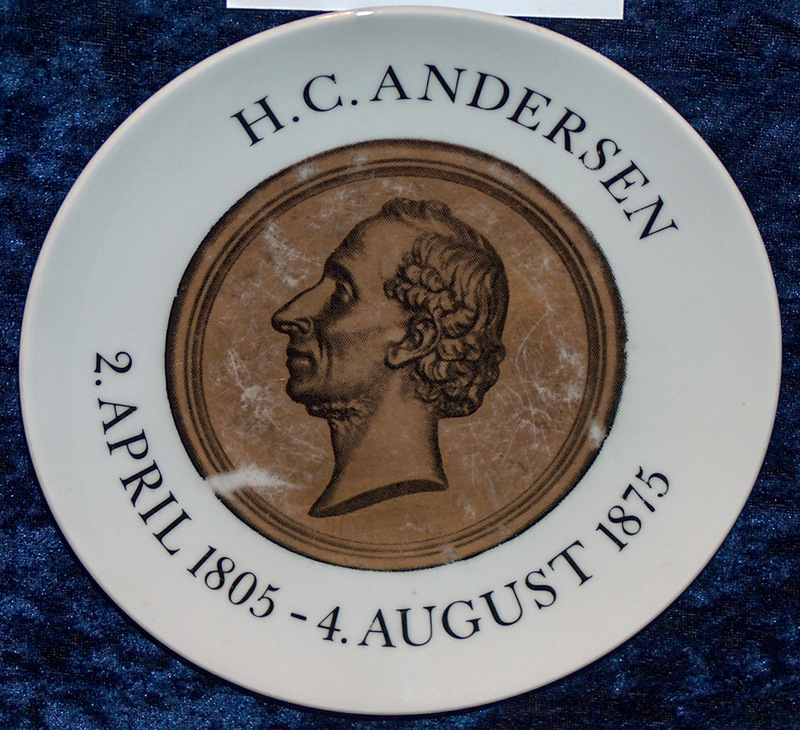 H.C. ANDERSEN
2. APRIL 1805 - 4. AUGUST 1875